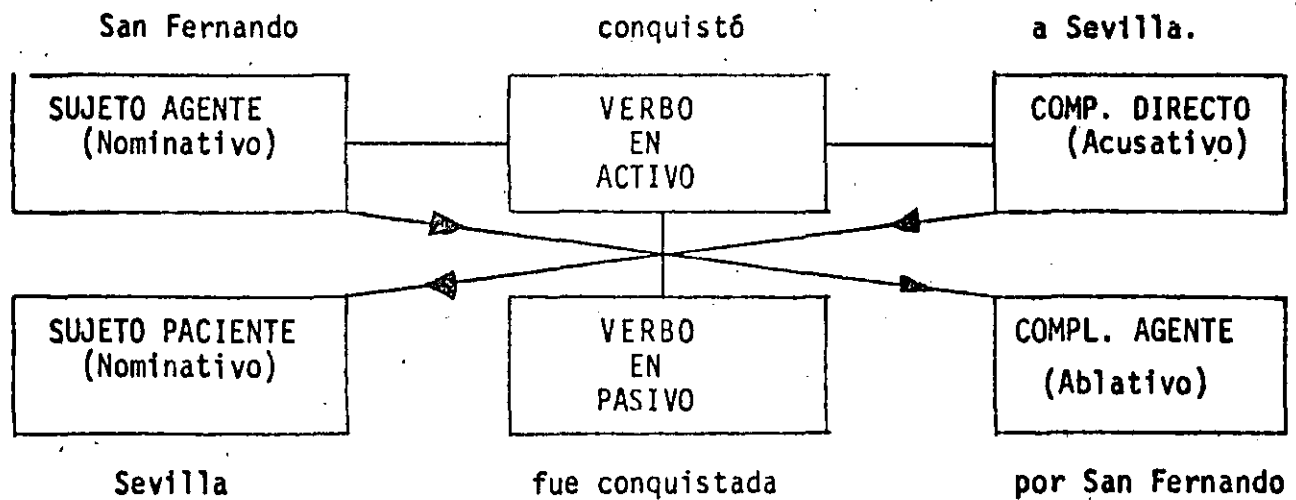 San Fernando conquistó a Sevilla.
SUJETO AGENTE
(Nominativo)
VERBO
EN
ACTIVO
COMP. DIRECTO
(Acusativo)
SUJETO PACIENTE
(Nominativo)
VERBO
EN
PASIVO
COMPL. AGENTE
(Ablativo)
Sevilla fue conquistada por San Fernando